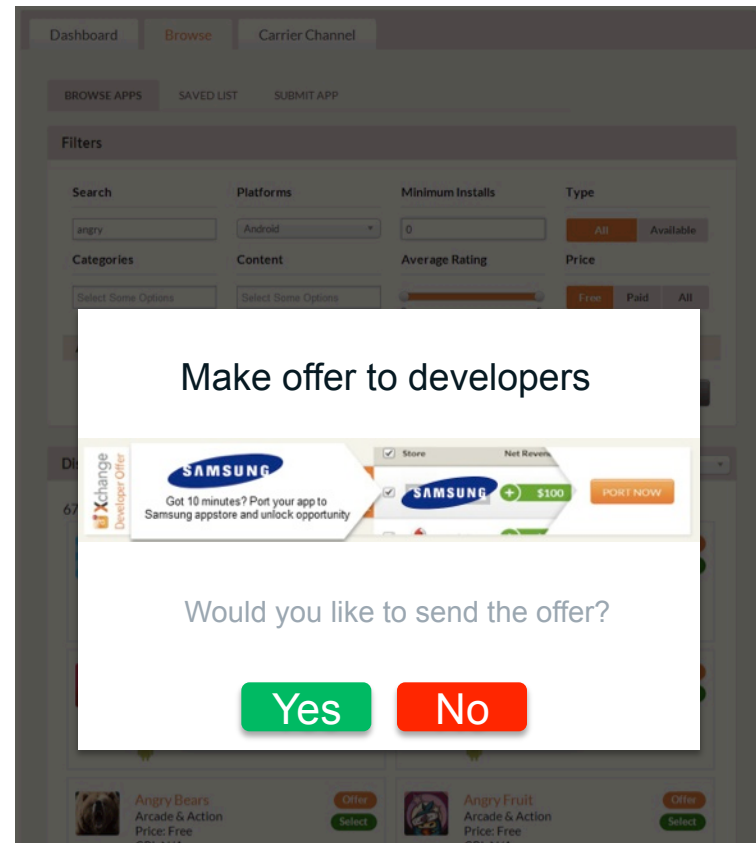 Dashboard Browse Carrier Channel
BROWSE APPS SAVED LIST SUBMIT APP
Filters
Search Platforms Minimum Installs Type
angry Android 0 All Available
Categories Content Average Rating Price
Select Some Options Select Some Options Free Paid All
Make offer to developers
Xchange
Developer Offer
SAMSUNG
Got 10 minutes? Port your app to
Samsung appstore and unlock opportunity
Store Net Reven
SAMSUNG + $100
PORT NOW
Di
67
Would you like to send the offer?
Yes No
Angry Bears Offer Angry Fruit Offer
Arcade & Action Select Arcade & Action Select
Price: Free Price: Free